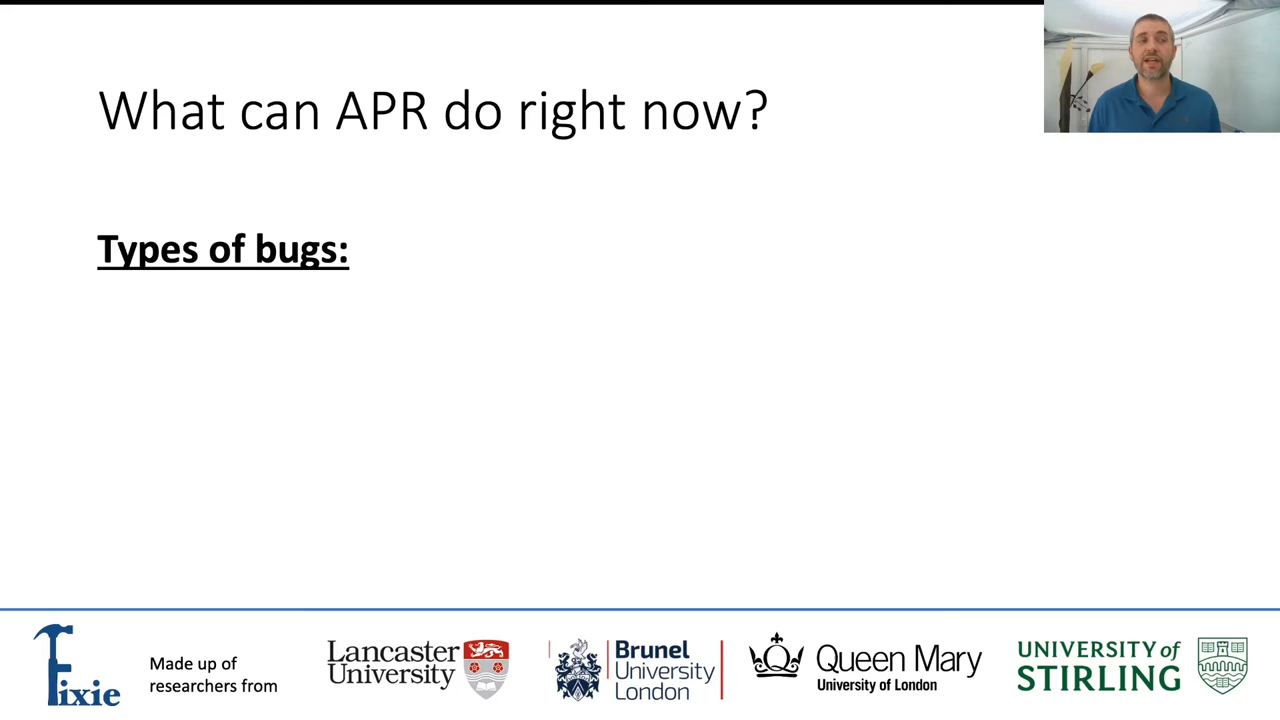 What can APR do right now?
Types of bugs:
Fixie
Made up of
researchers from
Lancaster
University
Brunel
University
London
Queen Mary
University of London
UNIVERSITY of
STIRLING